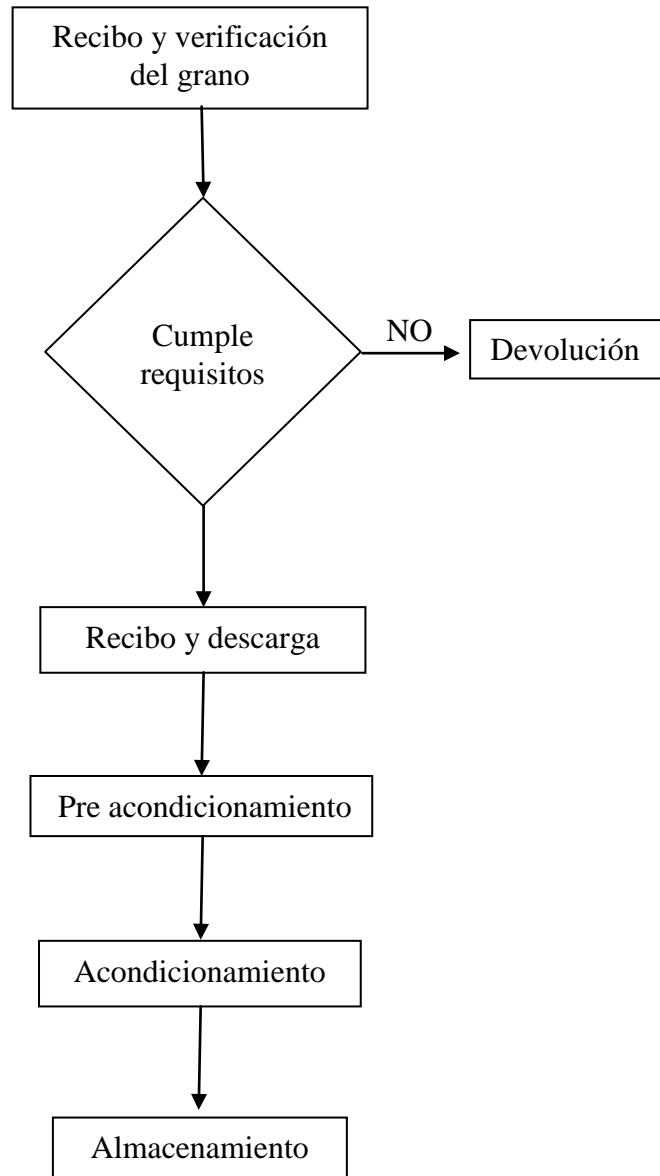 Recibo y verificación
del grano
Cumple
requisitos
NO
Devolución
Recibo y descarga
Pre acondicionamiento
Acondicionamiento
Almacenamiento